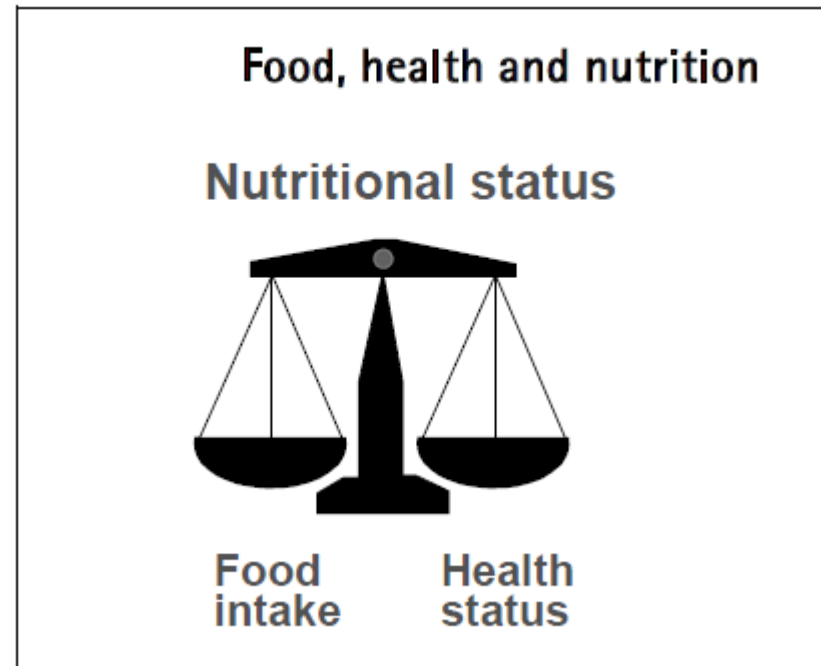 Food, health and nutrition
Nutritional status
Food
intake
Health
status